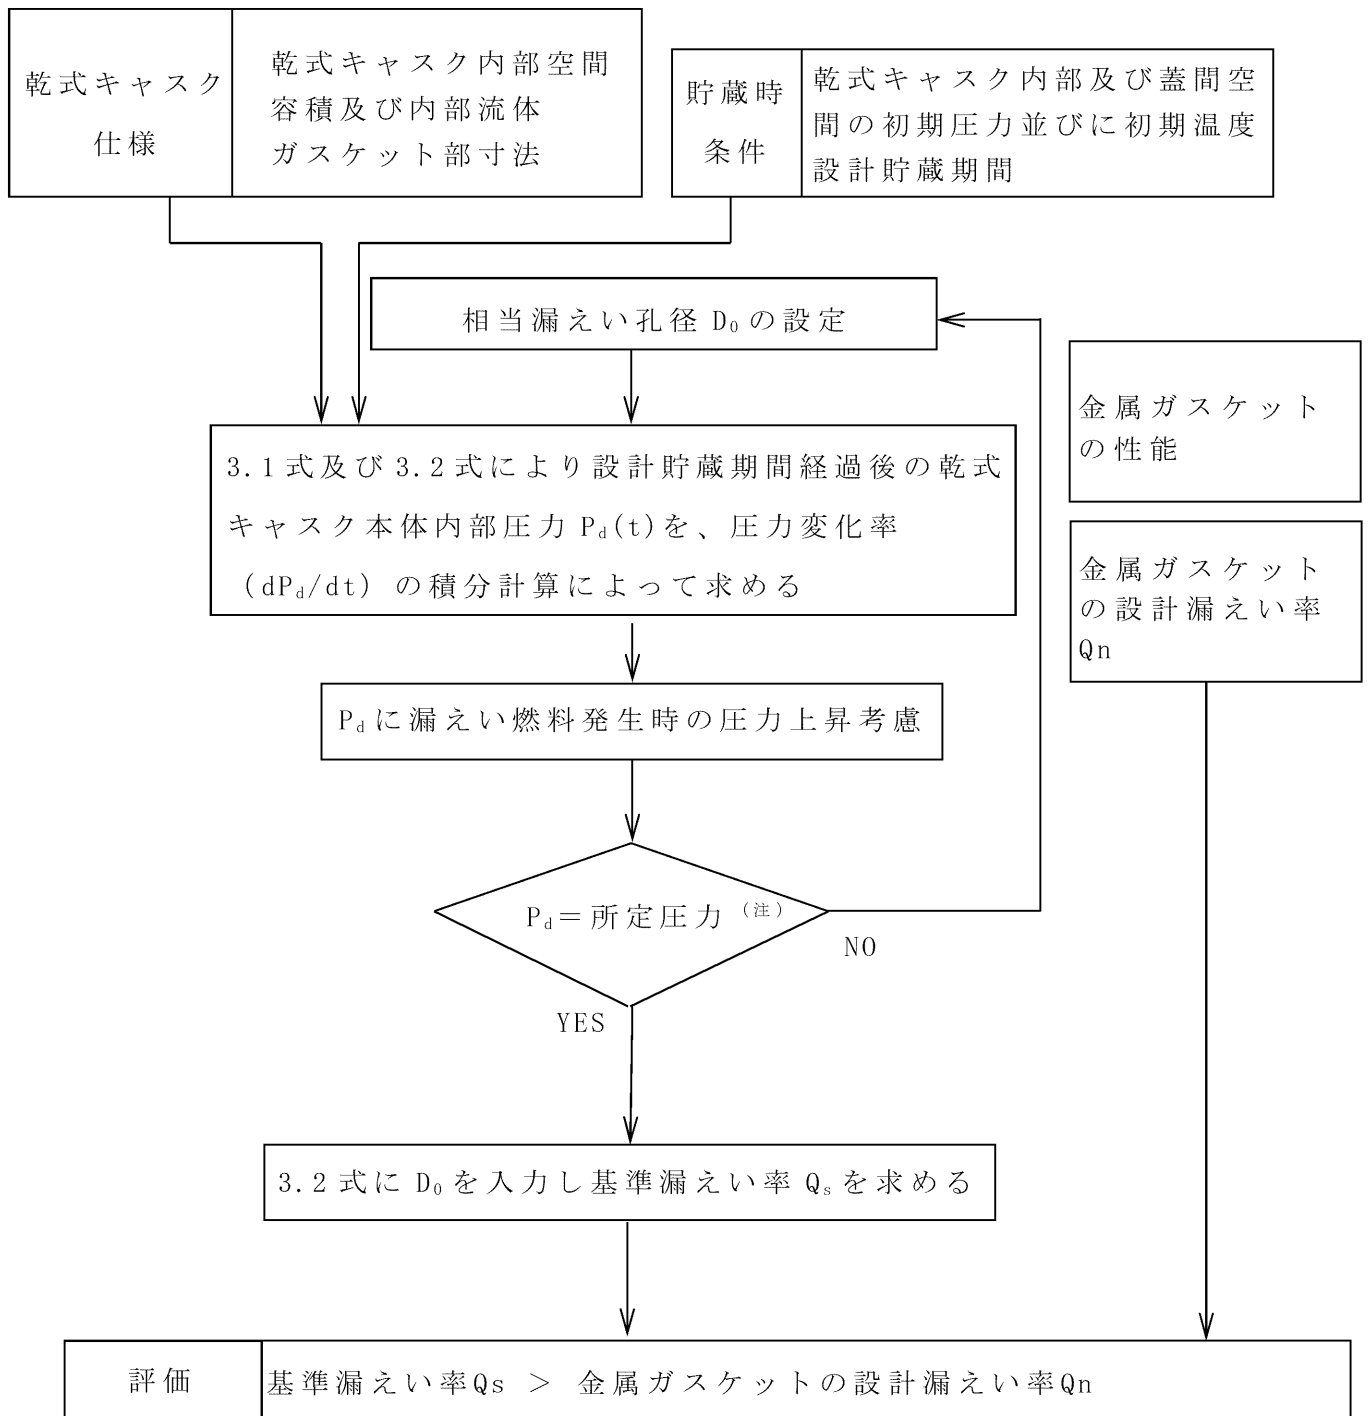 乾式キャスク
仕様
乾式キャスク内部空間
容積及び内部流体
ガスケット部寸法
貯蔵時
条件
乾式キャスク内部及び蓋間空
間の初期圧力並びに初期温度
設計貯蔵期間
相当漏えい孔径 D₀ の設定
3.1 式及び 3.2 式により設計貯蔵期間経過後の乾式
キャスク本体内部圧力 P_d(t)を、圧力変化率
(dP_d/dt) の積分計算によって求める
金属ガスケット
の性能
金属ガスケット
の設計漏えい率
Qn
P_d に漏えい燃料発生時の圧力上昇考慮
P_d＝所定圧力 (注)
NO
YES
3.2 式に D₀ を入力し基準漏えい率 Qₛ を求める
評価
基準漏えい率Qs > 金属ガスケットの設計漏えい率Qn